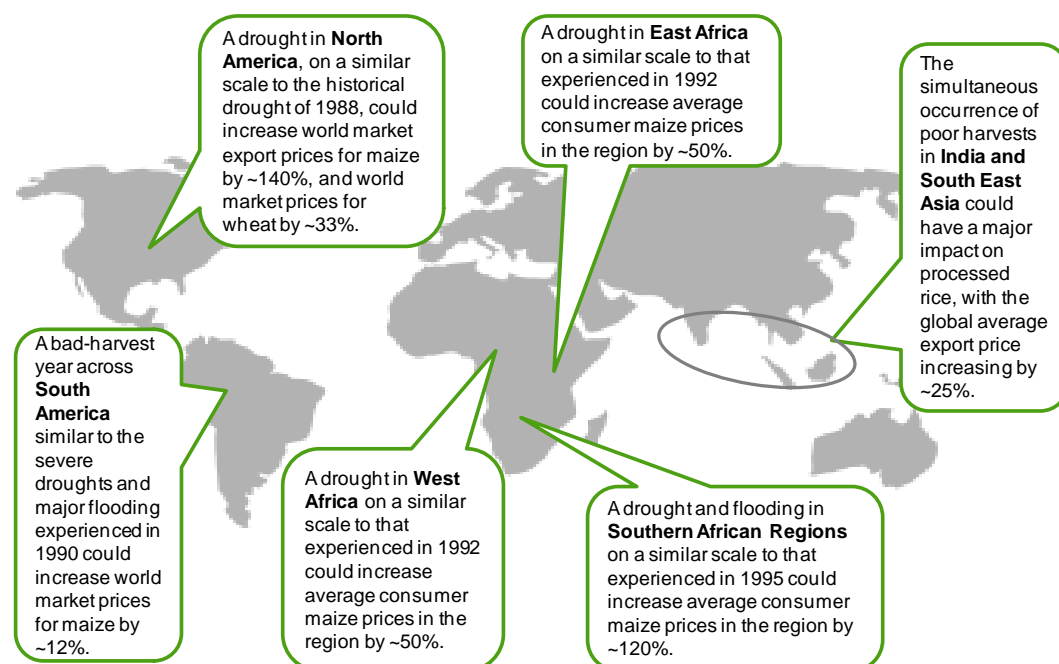 A drought in North
America, on a similar
scale to the historical
drought of 1988, could
increase world market
export prices for maize
by ~140%, and world
market prices for
wheat by ~33%.
A drought in East Africa
on a similar scale to that
experienced in 1992
could increase average
consumer maize prices
in the region by ~50%.
The
simultaneous
occurrence of
poor harvests
in India and
South East
Asia could
have a major
impact on
processed
rice, with the
global average
export price
increasing by
~25%.
A bad-harvest
year across
South
America
similar to the
severe
droughts and
major flooding
experienced in
1990 could
increase world
market prices
for maize by
~12%.
A drought in West
Africa on a similar
scale to that
experienced in 1992
could increase
average consumer
maize prices in the
region by ~50%.
A drought and flooding in
Southern African Regions
on a similar scale to that
experienced in 1995 could
increase average consumer
maize prices in the region by
~120%.